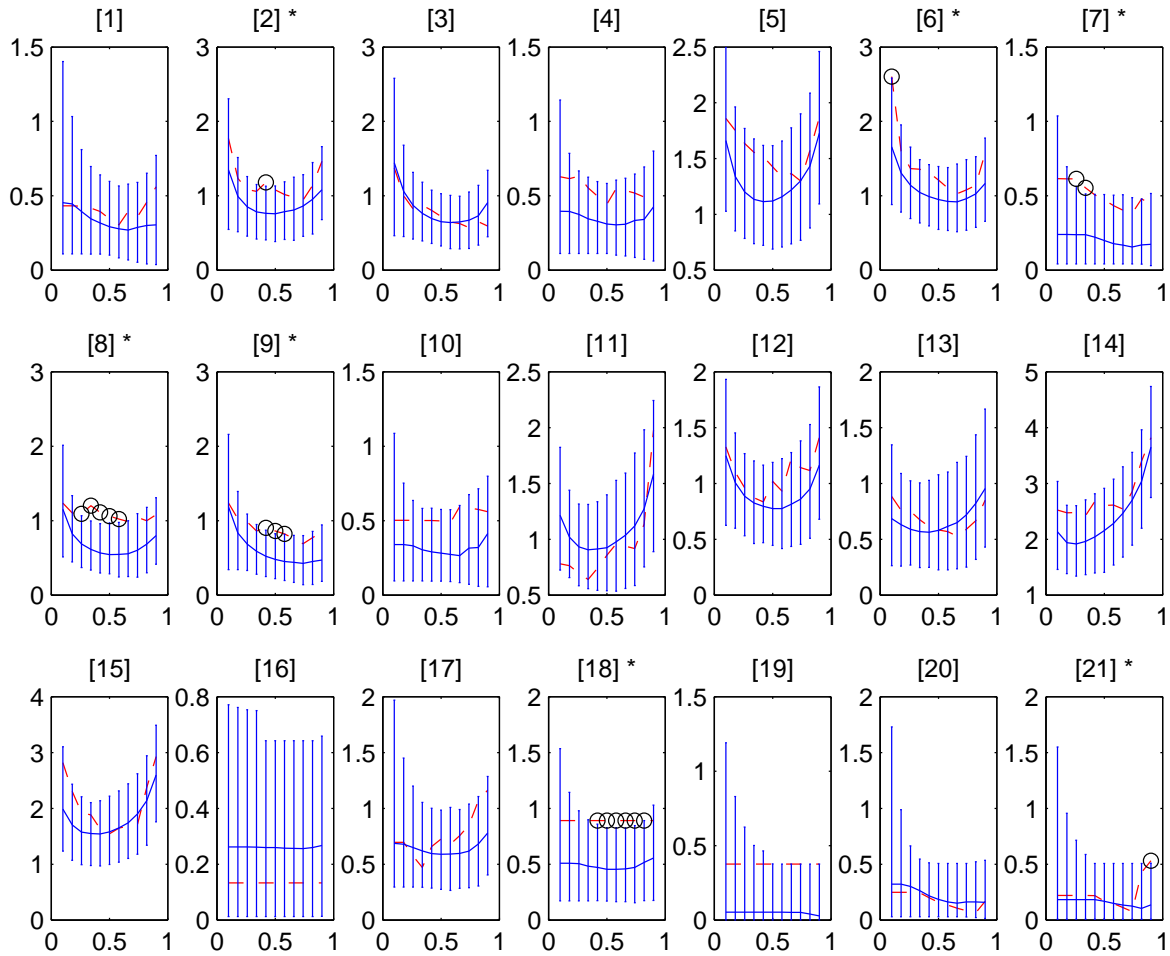 [1] [2] * [3] [4] [5] [6] * [7] *
1.5 3 3 1.5 2.5 3 1.5
2
1 2 2 1 2 1
1.5
0.5 1 1 0.5 1 0.5
1
0 0 0 0 0.5 0 0
0 0.5 1 0 0.5 1 0 0.5 1 0 0.5 1 0 0.5 1 0 0.5 1 0 0.5 1
[8] * [9] * [10] [11] [12] [13] [14]
3 3 1.5 2.5 2 2 5
2 4
2 2 1 1.5 1.5
3
1.5 1 1
1 1 0.5 2
1 0.5 0.5
1
0 0 0 0.5 0 0 0
0 0.5 1 0 0.5 1 0 0.5 1 0 0.5 1 0 0.5 1 0 0.5 1 0 0.5 1
[15] [16] [17] [18] * [19] [20] [21] *
4 0.8 2 2 1.5 2 2
3 0.6 1.5 1.5 1.5 1.5
1
2 0.4 1 1 1 1
0.5
1 0.2 0.5 0.5 0.5 0.5
0 0 0 0 0 0 0
0 0.5 1 0 0.5 1 0 0.5 1 0 0.5 1 0 0.5 1 0 0.5 1 0 0.5 1